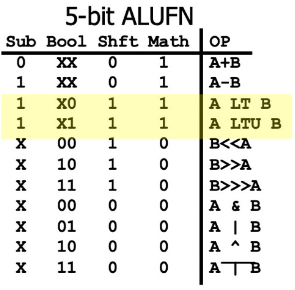 5-bit ALUFN
Sub Bool Shft Math OP
0 XX 0 1 A+B
1 XX 0 1 A-B
1 X0 1 1 A LT B
1 X1 1 1 A LTU B
X 00 1 0 B<<A
X 10 1 0 B>>A
X 11 1 0 B>>>A
X 00 0 0 A & B
X 01 0 0 A | B
X 10 0 0 A ^ B
X 11 0 0 A | B